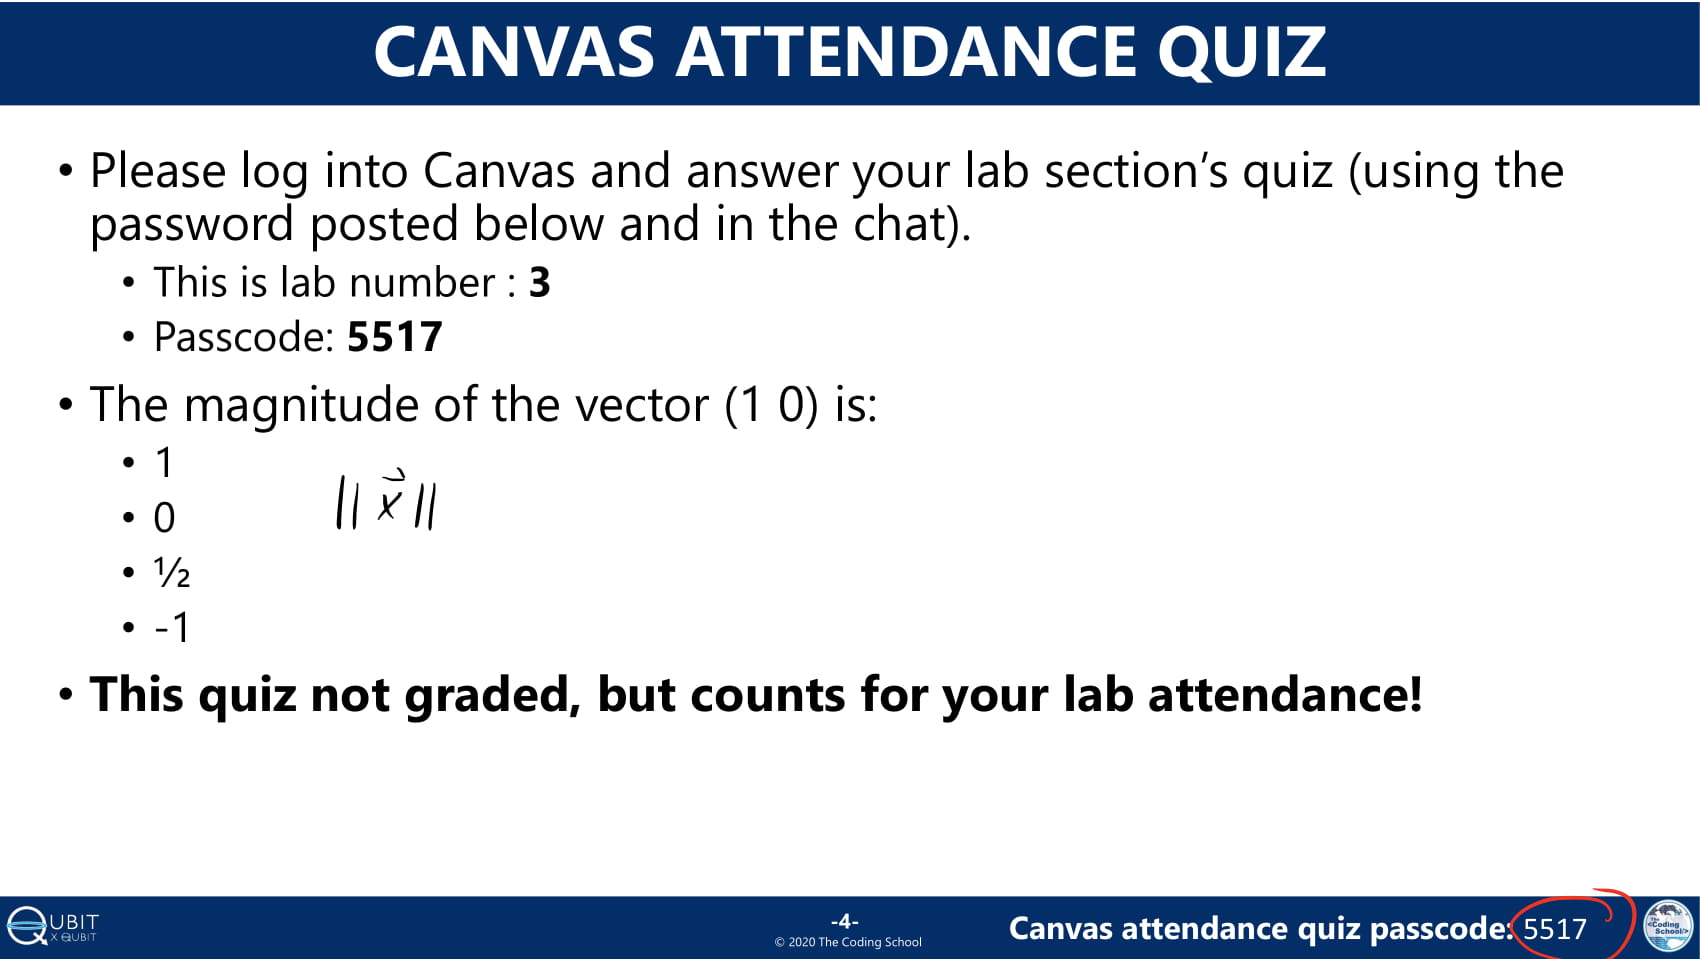 CANVAS ATTENDANCE QUIZ
• Please log into Canvas and answer your lab section’s quiz (using the
password posted below and in the chat).
• This is lab number : 3
• Passcode: 5517
• The magnitude of the vector (1 0) is:
• 1
• 0
• ½
• -1
|| x⃗ ||
• This quiz not graded, but counts for your lab attendance!
QUBIT
X QUBIT
-4-
© 2020 The Coding School
Canvas attendance quiz passcode: 5517
The
<Coding
School/>